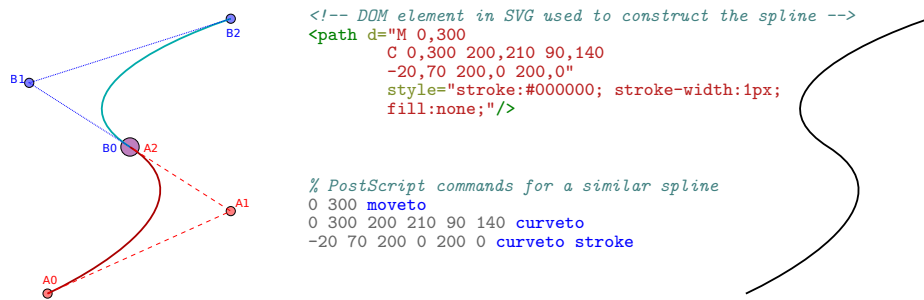 B2
B1
B0
A2
A1
A0
<!-- DOM element in SVG used to construct the spline -->
<path d="M 0,300
C 0,300 200,210 90,140
-20,70 200,0 200,0"
style="stroke:#000000; stroke-width:1px;
fill:none;"/>
% PostScript commands for a similar spline
0 300 moveto
0 300 200 210 90 140 curveto
-20 70 200 0 200 0 curveto stroke